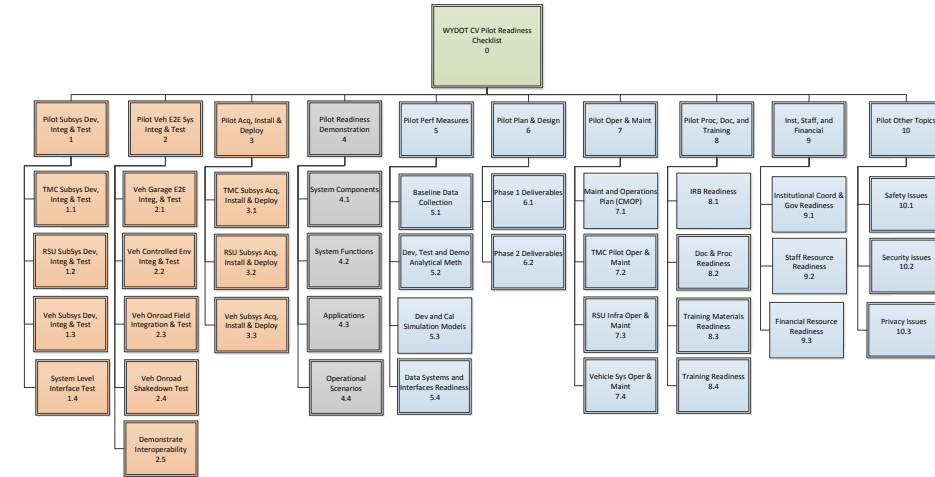 WYDOT CV Pilot Readiness
Checklist
0
Pilot Subsys Dev,
Integ & Test
1
Pilot Veh E2E Sys
Integ & Test
2
Pilot Acq, Install &
Deploy
3
Pilot Readiness
Demonstration
4
Pilot Perf Measures
5
Pilot Plan & Design
6
Pilot Oper & Maint
7
Pilot Proc, Doc, and
Training
8
Inst, Staff, and
Financial
9
Pilot Other Topics
10
TMC Subsys Dev,
Integ & Test
1.1
RSU SubSys Dev,
Integ & Test
1.2
Veh Subsys Dev,
Integ & Test
1.3
System Level
Interface Test
1.4
Veh Garage E2E
Integ, & Test
2.1
Veh Controlled Env
Integ & Test
2.2
Veh Onroad Field
Integration & Test
2.3
Veh Onroad
Shakedown Test
2.4
Demonstrate
Interoperability
2.5
TMC Subsys Acq,
Install & Deploy
3.1
RSU Subsys Acq,
Install & Deploy
3.2
Veh Subsys Acq,
Install & Deploy
3.3
System Components
4.1
System Functions
4.2
Applications
4.3
Operational
Scenarios
4.4
Baseline Data
Collection
5.1
Dev, Test and Demo
Analytical Meth
5.2
Dev and Cal
Simulation Models
5.3
Data Systems and
Interfaces Readiness
5.4
Phase 1 Deliverables
6.1
Phase 2 Deliverables
6.2
Maint and Operations
Plan (CMOP)
7.1
TMC Pilot Oper &
Maint
7.2
RSU Infra Oper &
Maint
7.3
Vehicle Sys Oper &
Maint
7.4
IRB Readiness
8.1
Doc & Proc
Readiness
8.2
Training Materials
Readiness
8.3
Training Readiness
8.4
Institutional Coord &
Gov Readiness
9.1
Staff Resource
Readiness
9.2
Financial Resource
Readiness
9.3
Safety Issues
10.1
Security issues
10.2
Privacy Issues
10.3